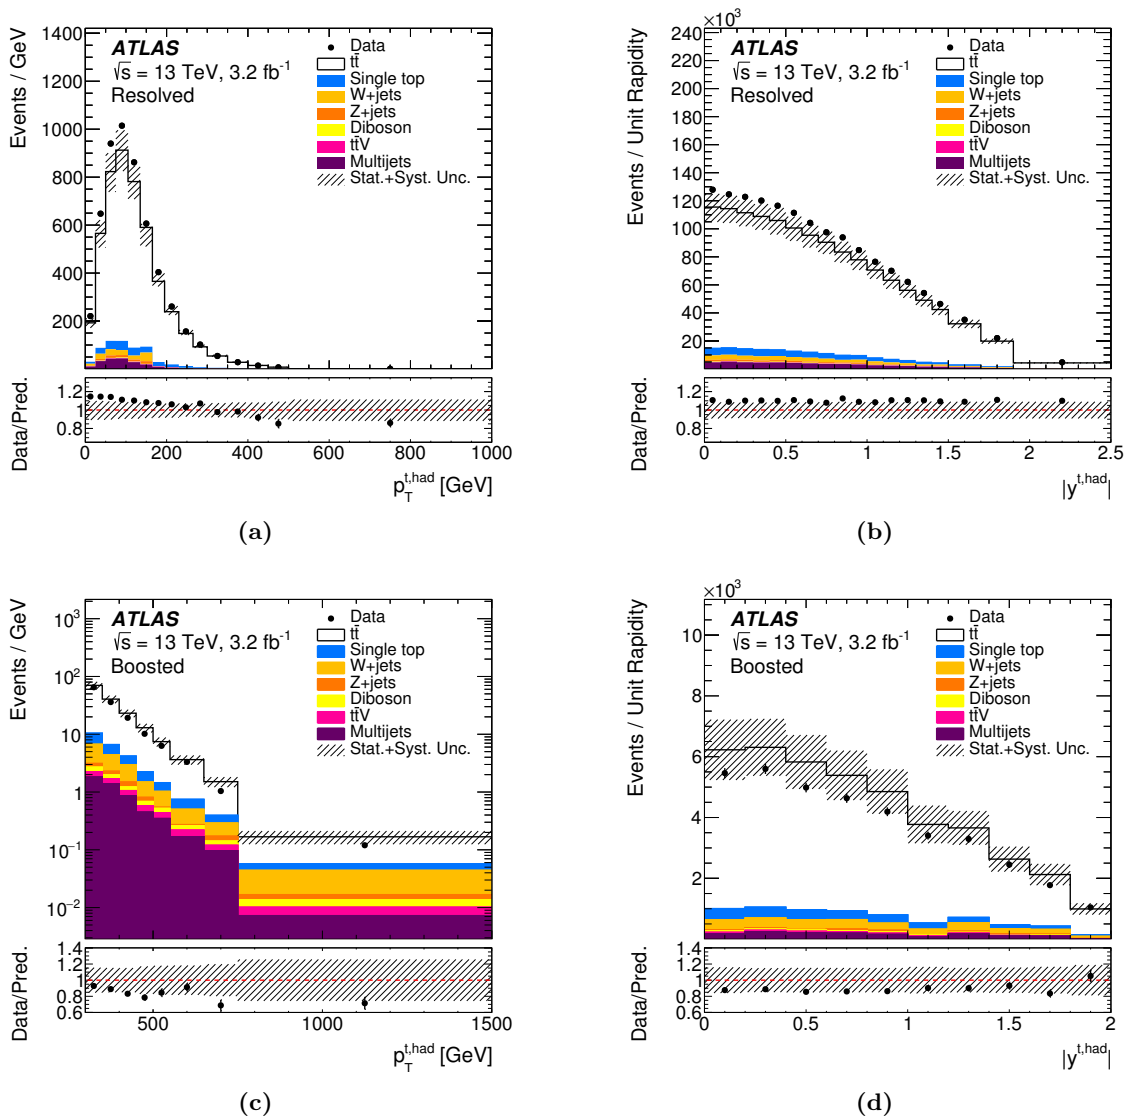 Events / GeV
1400
1200
1000
800
600
400
200
ATLAS
√s = 13 TeV, 3.2 fb⁻¹
Resolved
Data
tt̄
Single top
W+jets
Z+jets
Diboson
tt̄V
Multijets
Stat.+Syst. Unc.
Data/Pred.
1.2
1
0.8
0 200 400 600 800 1000
p_T^{t,had} [GeV]
(a)
×10³
Events / Unit Rapidity
240
220
200
180
160
140
120
100
80
60
40
20
ATLAS
√s = 13 TeV, 3.2 fb⁻¹
Resolved
Data
tt̄
Single top
W+jets
Z+jets
Diboson
tt̄V
Multijets
Stat.+Syst. Unc.
Data/Pred.
1.2
1
0.8
0 0.5 1 1.5 2 2.5
|y^{t,had}|
(b)
Events / GeV
10³
10²
10
1
10⁻¹
10⁻²
ATLAS
√s = 13 TeV, 3.2 fb⁻¹
Boosted
Data
tt̄
Single top
W+jets
Z+jets
Diboson
tt̄V
Multijets
Stat.+Syst. Unc.
Data/Pred.
1.4
1.2
1
0.8
0.6
500 1000 1500
p_T^{t,had} [GeV]
(c)
×10³
Events / Unit Rapidity
10
8
6
4
2
ATLAS
√s = 13 TeV, 3.2 fb⁻¹
Boosted
Data
tt̄
Single top
W+jets
Z+jets
Diboson
tt̄V
Multijets
Stat.+Syst. Unc.
Data/Pred.
1.4
1.2
1
0.8
0.6
0 0.5 1 1.5 2
|y^{t,had}|
(d)